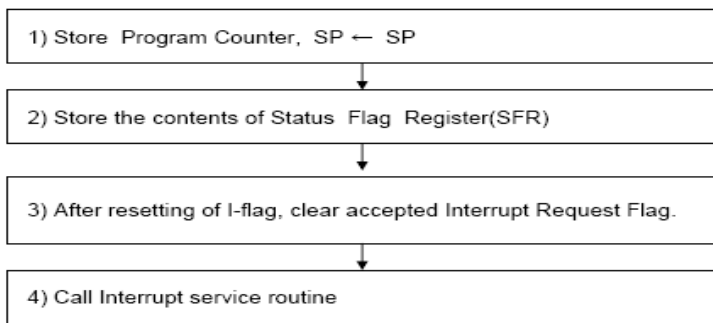 1) Store Program Counter, SP ← SP
2) Store the contents of Status Flag Register(SFR)
3) After resetting of I-flag, clear accepted Interrupt Request Flag.
4) Call Interrupt service routine